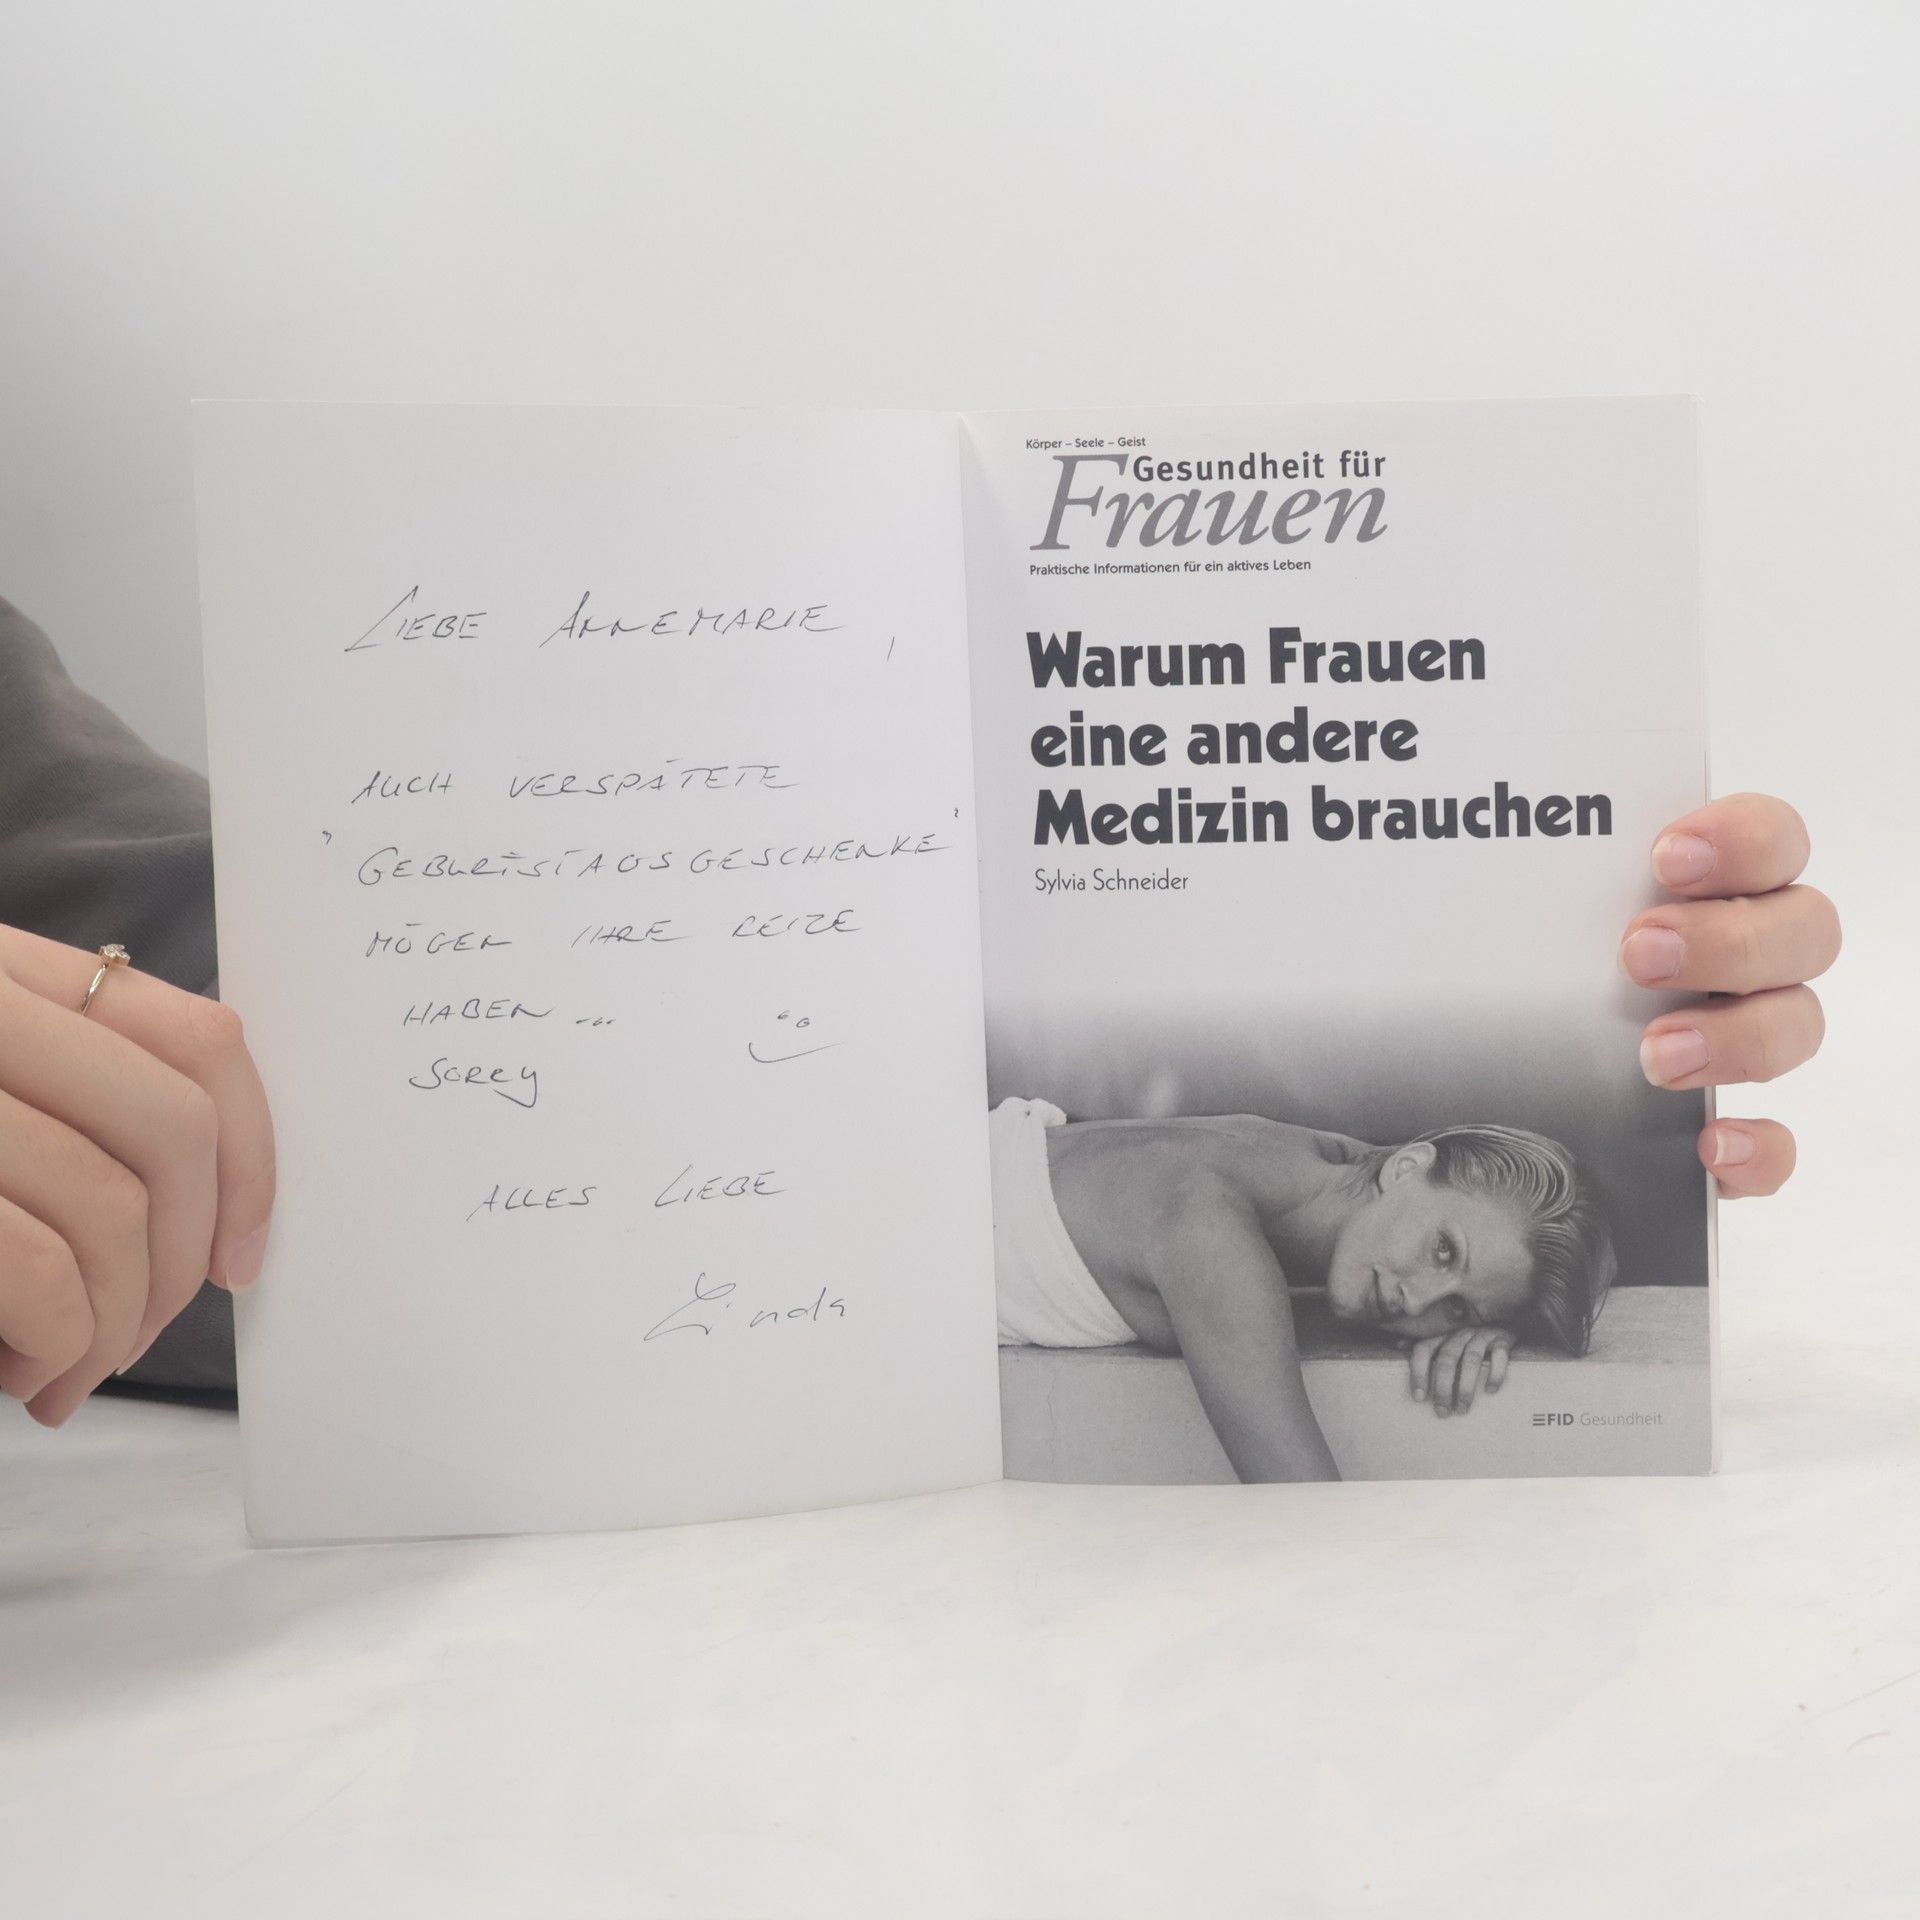 LIEBE ANNEMARIE,
AUCH VERSPÄTETE
"GEBURTSTAGSGESCHENKE"
MÖGEN IHRE REIZE
HABEN ...
SORRY
ALLES LIEBE
Linda
Körper – Seele – Geist
Gesundheit für
Frauen
Praktische Informationen für ein aktives Leben
Warum Frauen
eine andere
Medizin brauchen
Sylvia Schneider
FID Gesundheit